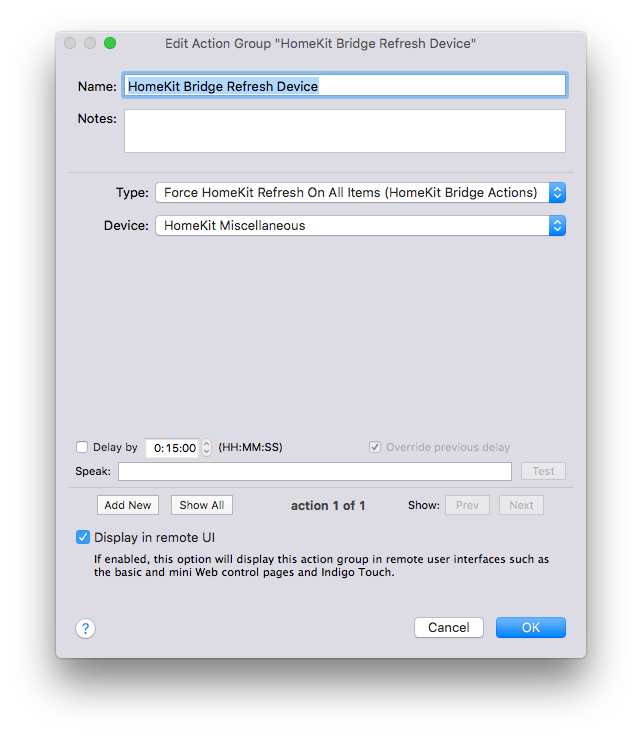 Edit Action Group "HomeKit Bridge Refresh Device"
Name: HomeKit Bridge Refresh Device
Notes:
Type: Force HomeKit Refresh On All Items (HomeKit Bridge Actions)
Device: HomeKit Miscellaneous
Delay by 0:15:00 (HH:MM:SS) Override previous delay
Speak: Test
Add New Show All action 1 of 1 Show: Prev Next
Display in remote UI
If enabled, this option will display this action group in remote user interfaces such as
the basic and mini Web control pages and Indigo Touch.
? Cancel OK